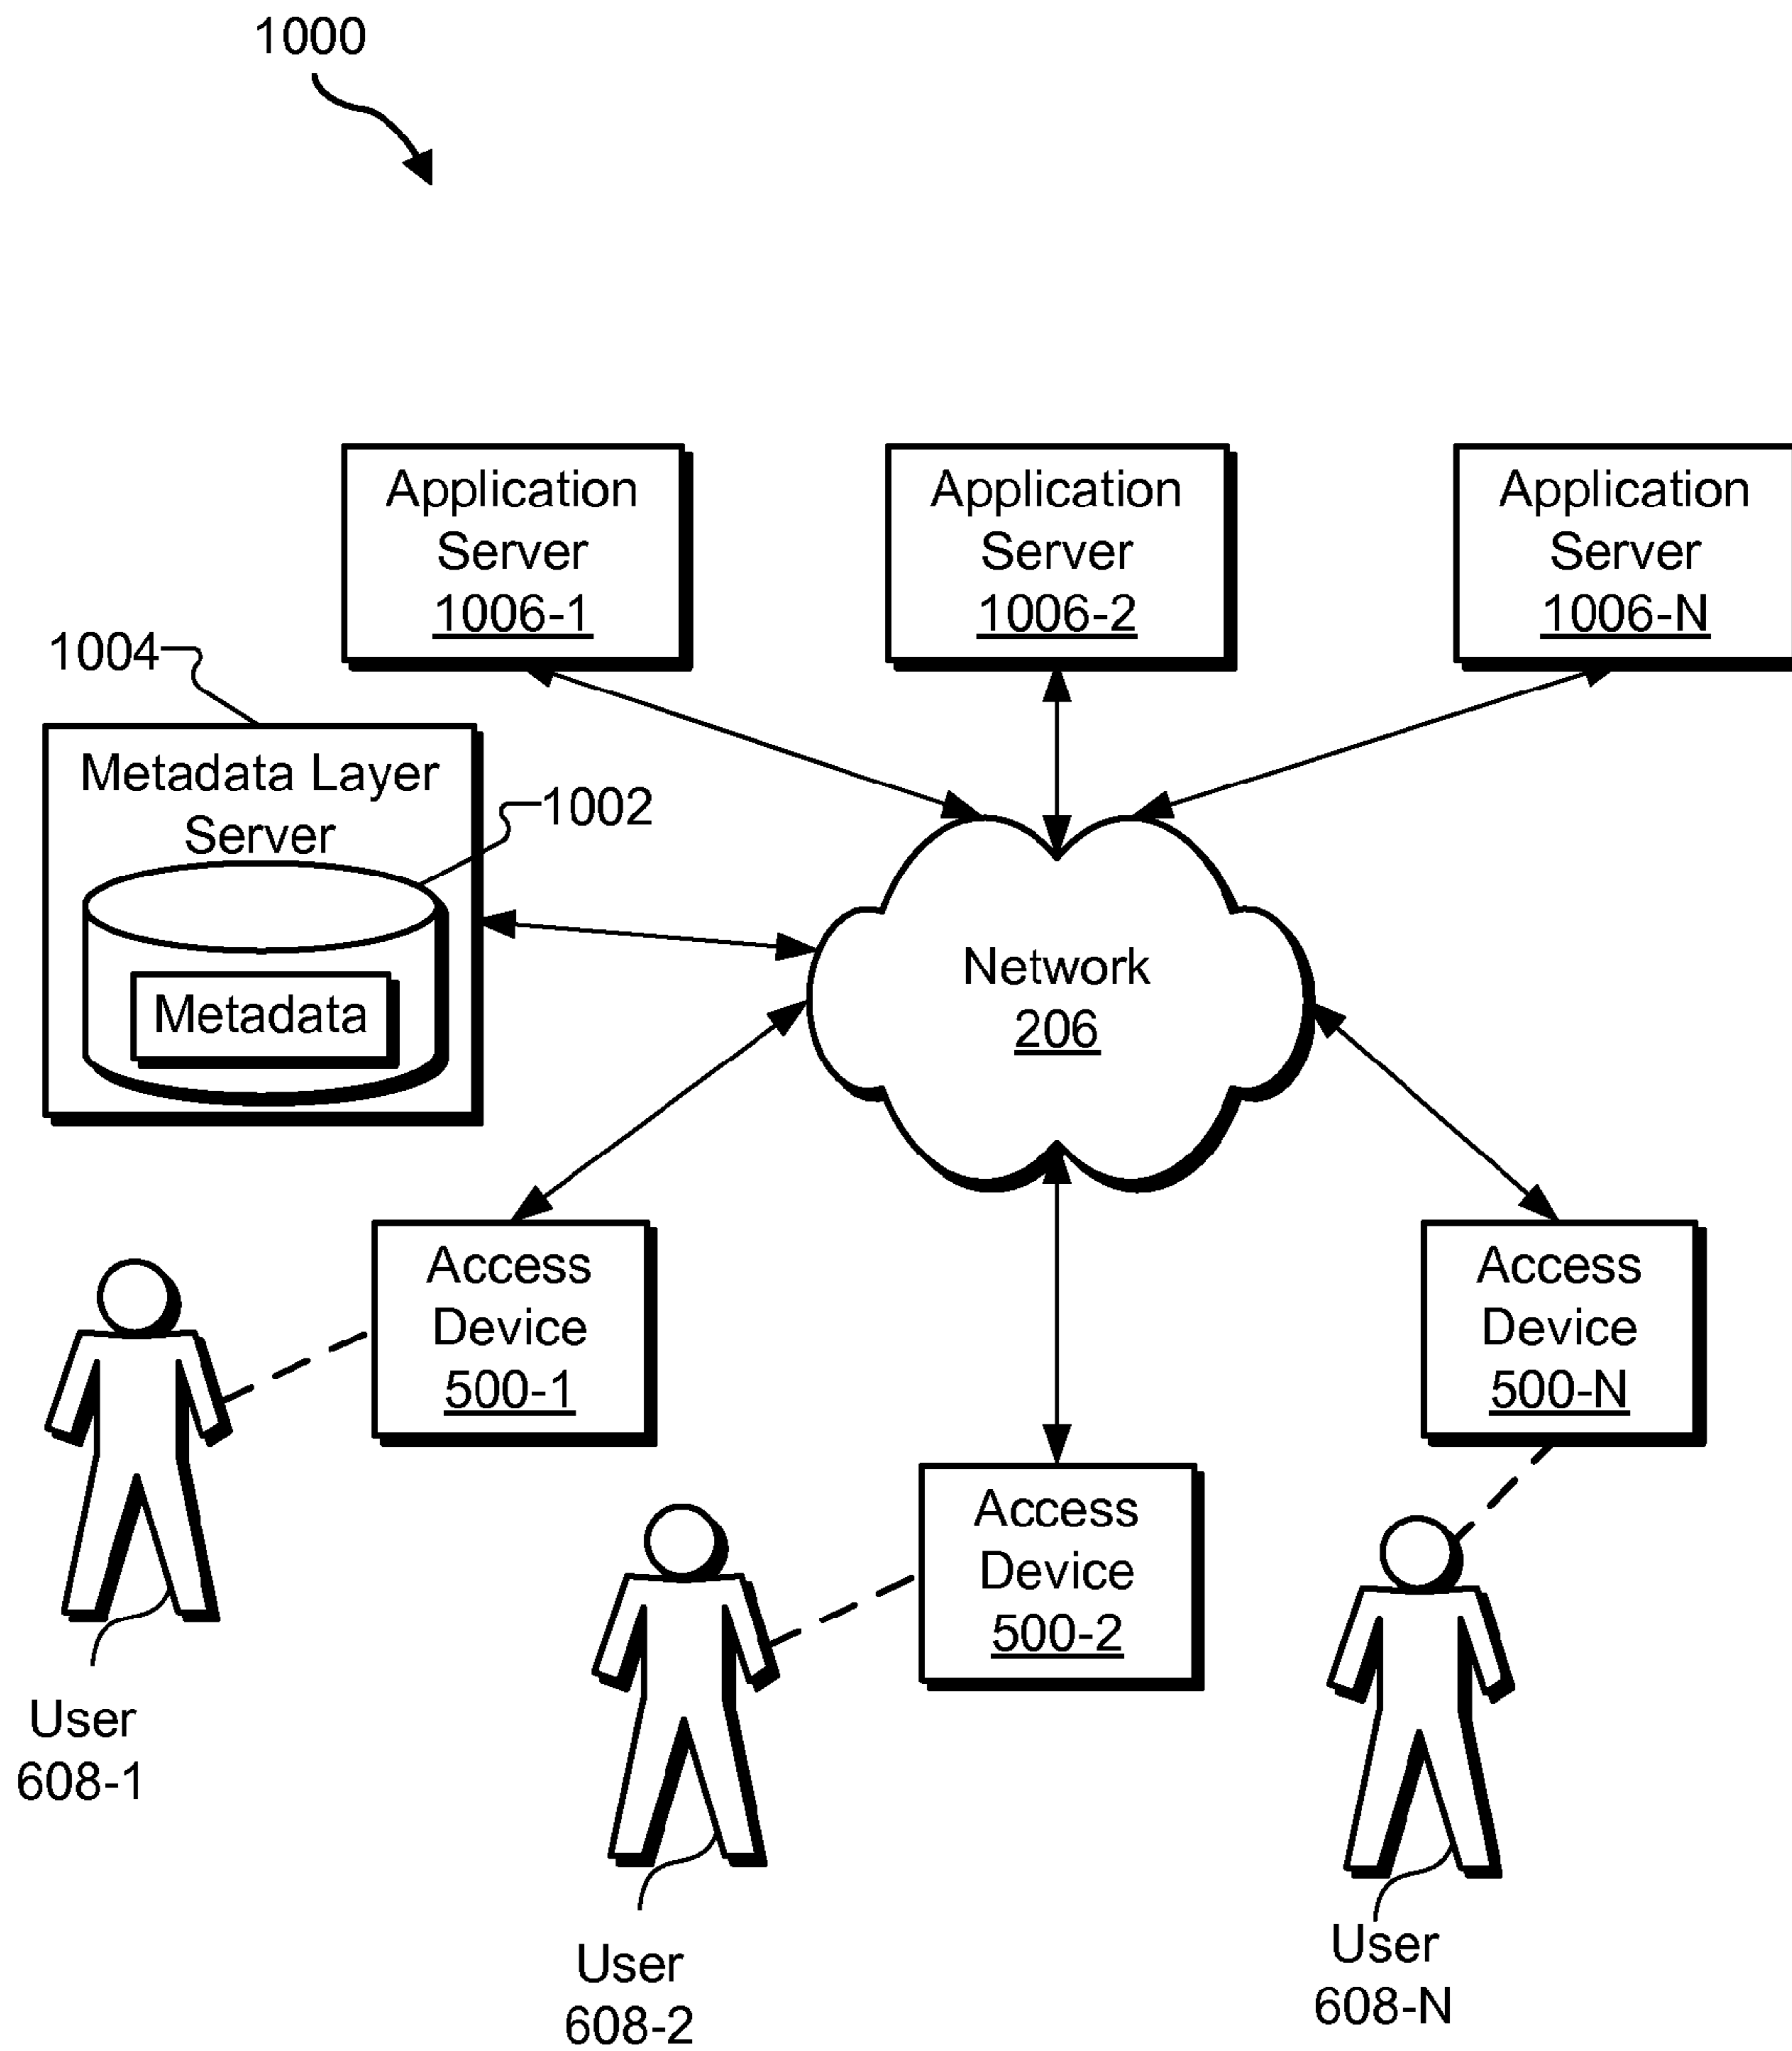 1000
Application
Server
1006-1
Application
Server
1006-2
Application
Server
1006-N
1004
Metadata Layer
Server
1002
Metadata
Network
206
Access
Device
500-1
Access
Device
500-2
Access
Device
500-N
User
608-1
User
608-2
User
608-N